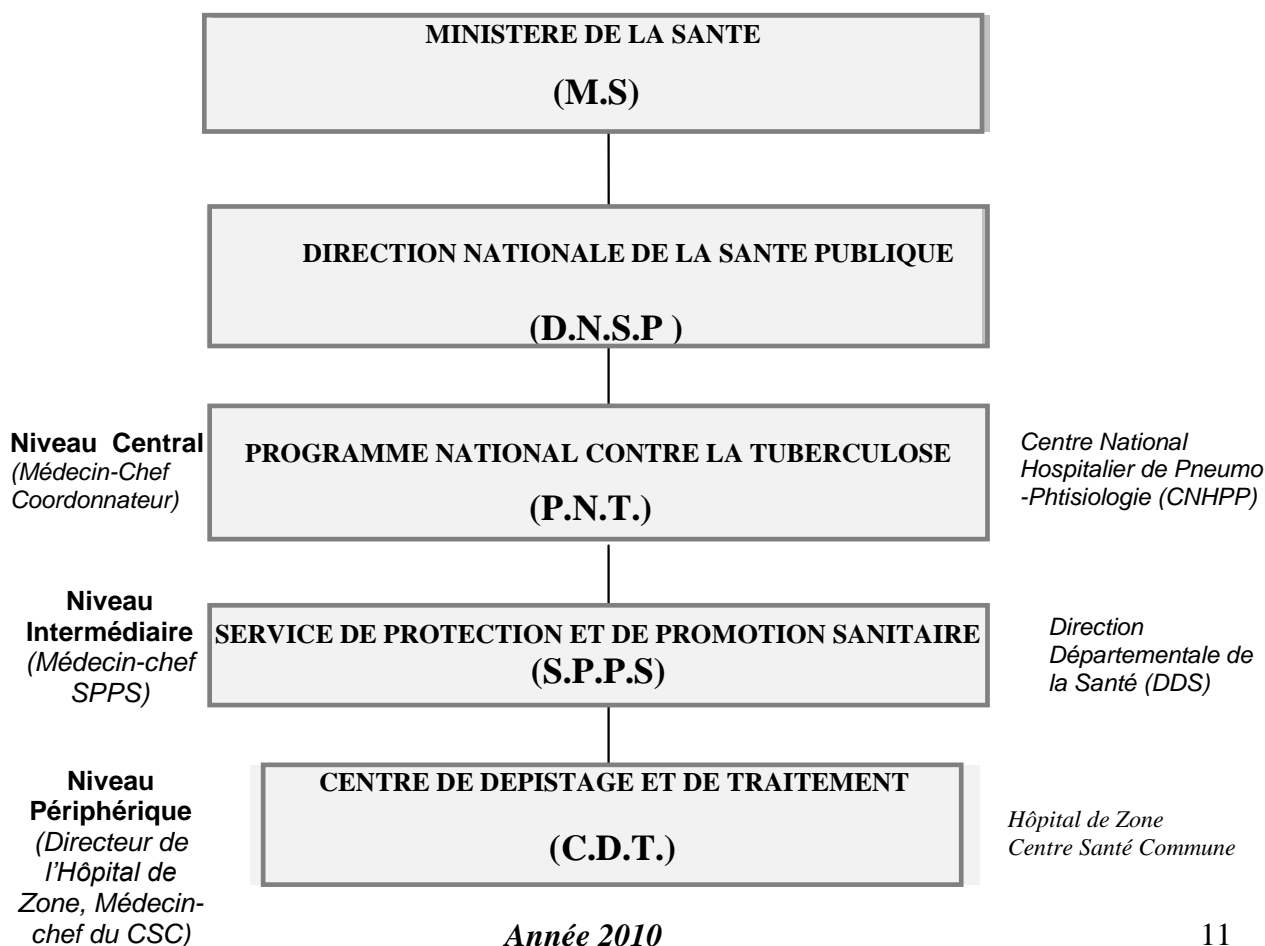 MINISTERE DE LA SANTE
(M.S)
DIRECTION NATIONALE DE LA SANTE PUBLIQUE
(D.N.S.P )
Niveau Central
(Médecin-Chef
Coordonnateur)
PROGRAMME NATIONAL CONTRE LA TUBERCULOSE
(P.N.T.)
Centre National
Hospitalier de Pneumo
-Phtisiologie (CNHPP)
Niveau
Intermédiaire
(Médecin-chef
SPPS)
SERVICE DE PROTECTION ET DE PROMOTION SANITAIRE
(S.P.P.S)
Direction
Départementale de
la Santé (DDS)
Niveau
Périphérique
(Directeur de
l’Hôpital de
Zone, Médecin-
chef du CSC)
CENTRE DE DEPISTAGE ET DE TRAITEMENT
(C.D.T.)
Hôpital de Zone
Centre Santé Commune
Année 2010
11